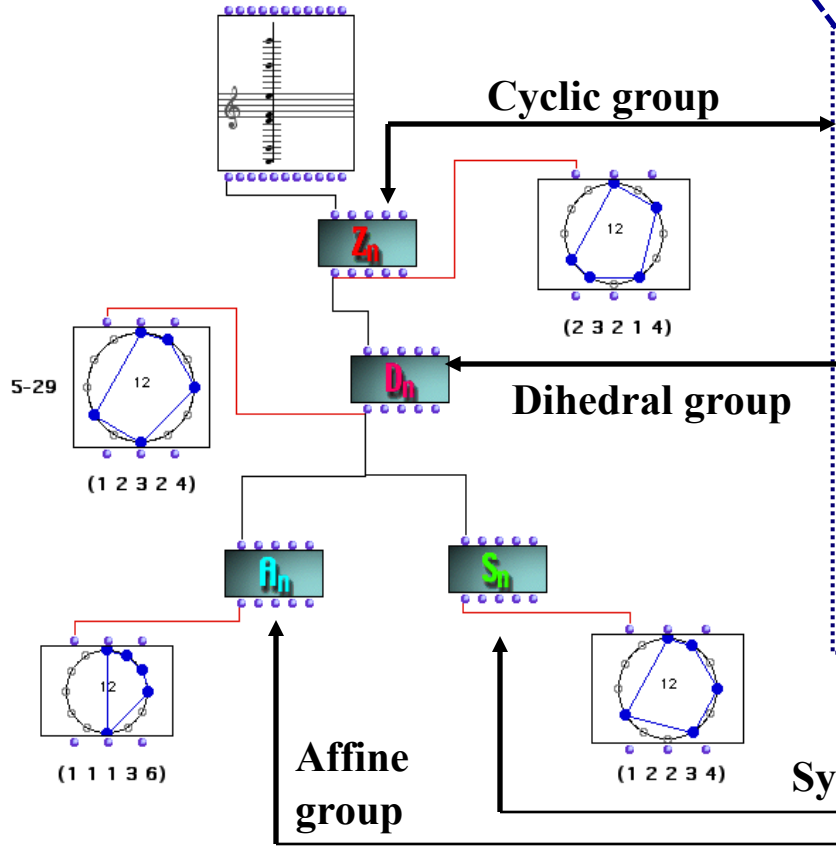 Cyclic group
Zn
12
(2 3 2 1 4)
5-29
12
Dn
Dihedral group
(1 2 3 2 4)
An
Sn
12
12
(1 1 1 3 6)
Affine
group
(1 2 2 3 4)
Sy